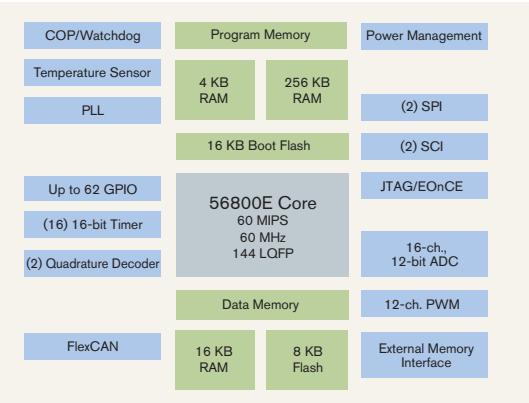 COP/Watchdog
Temperature Sensor
PLL
Up to 62 GPIO
(16) 16-bit Timer
(2) Quadrature Decoder
FlexCAN
Program Memory
4 KB
RAM
256 KB
RAM
16 KB Boot Flash
56800E Core
60 MIPS
60 MHz
144 LQFP
Data Memory
16 KB
RAM
8 KB
Flash
Power Management
(2) SPI
(2) SCI
JTAG/EOnCE
16-ch.,
12-bit ADC
12-ch. PWM
External Memory
Interface